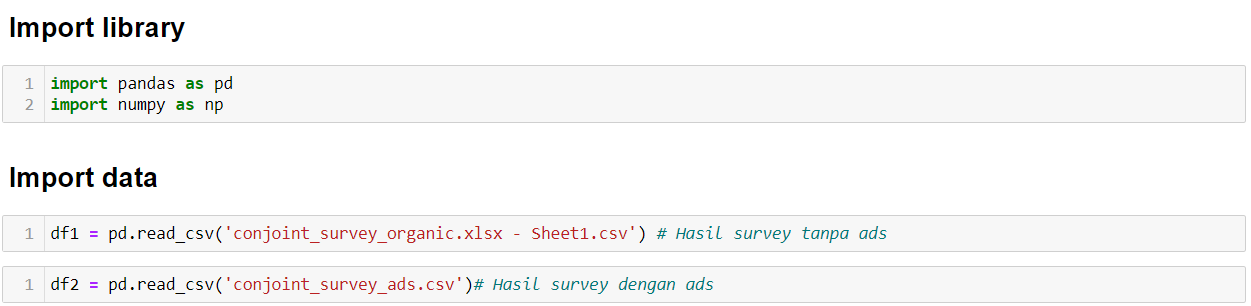 Import library
1 import pandas as pd
2 import numpy as np
Import data
1 df1 = pd.read_csv('conjoint_survey_organic.xlsx - Sheet1.csv') # Hasil survey tanpa ads
1 df2 = pd.read_csv('conjoint_survey_ads.csv')# Hasil survey dengan ads